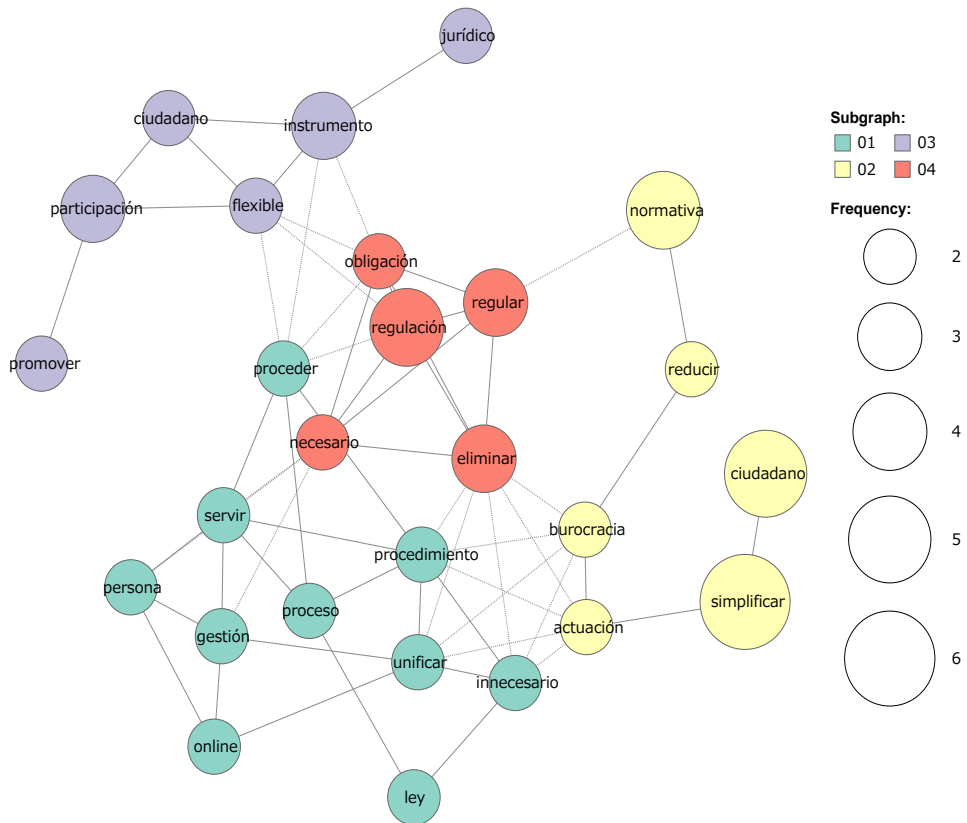 jurídico
ciudadano
instrumento
participación
flexible
normativa
obligación
regular
regulación
promover
proceder
reducir
necesario
eliminar
ciudadano
servir
burocracia
procedimiento
persona
proceso
simplificar
gestión
actuación
unificar
innecesario
online
ley
Subgraph:
01 03
02 04
Frequency:
2
3
4
5
6